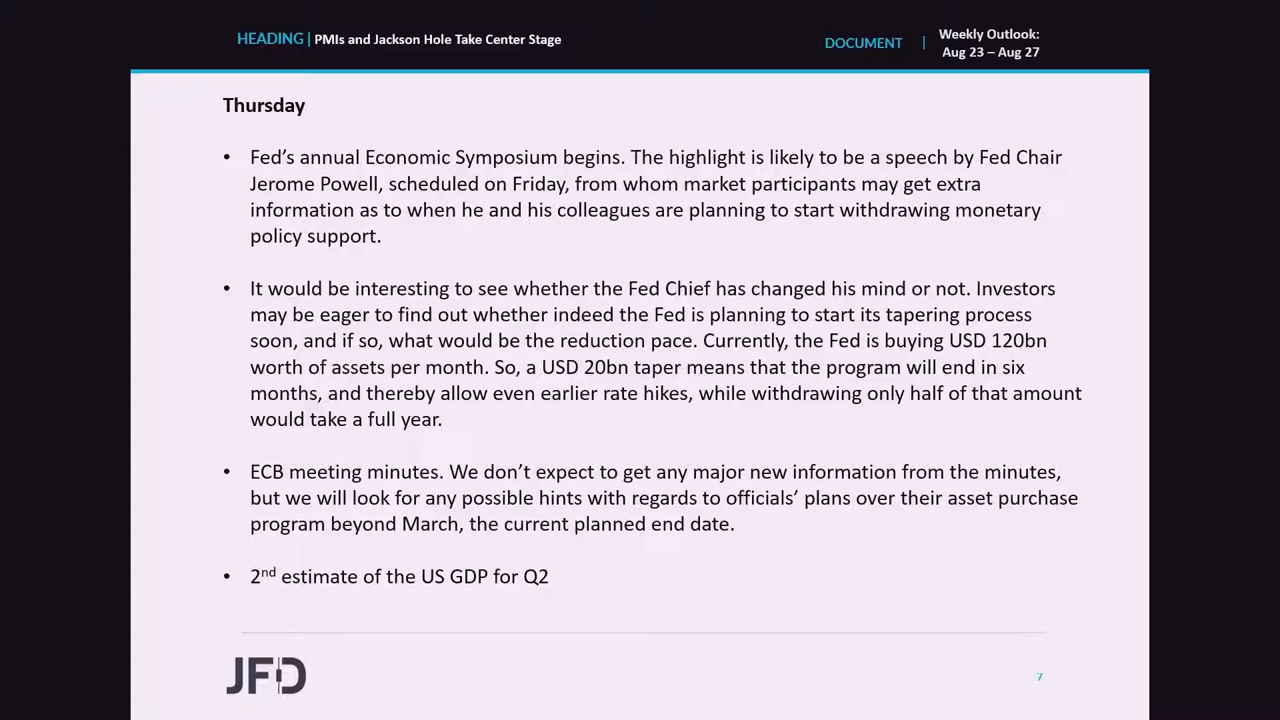 HEADING | PMIs and Jackson Hole Take Center Stage
DOCUMENT | Weekly Outlook:
Aug 23 – Aug 27
Thursday
• Fed’s annual Economic Symposium begins. The highlight is likely to be a speech by Fed Chair
Jerome Powell, scheduled on Friday, from whom market participants may get extra
information as to when he and his colleagues are planning to start withdrawing monetary
policy support.
• It would be interesting to see whether the Fed Chief has changed his mind or not. Investors
may be eager to find out whether indeed the Fed is planning to start its tapering process
soon, and if so, what would be the reduction pace. Currently, the Fed is buying USD 120bn
worth of assets per month. So, a USD 20bn taper means that the program will end in six
months, and thereby allow even earlier rate hikes, while withdrawing only half of that amount
would take a full year.
• ECB meeting minutes. We don’t expect to get any major new information from the minutes,
but we will look for any possible hints with regards to officials’ plans over their asset purchase
program beyond March, the current planned end date.
• 2nd estimate of the US GDP for Q2
JFD
7